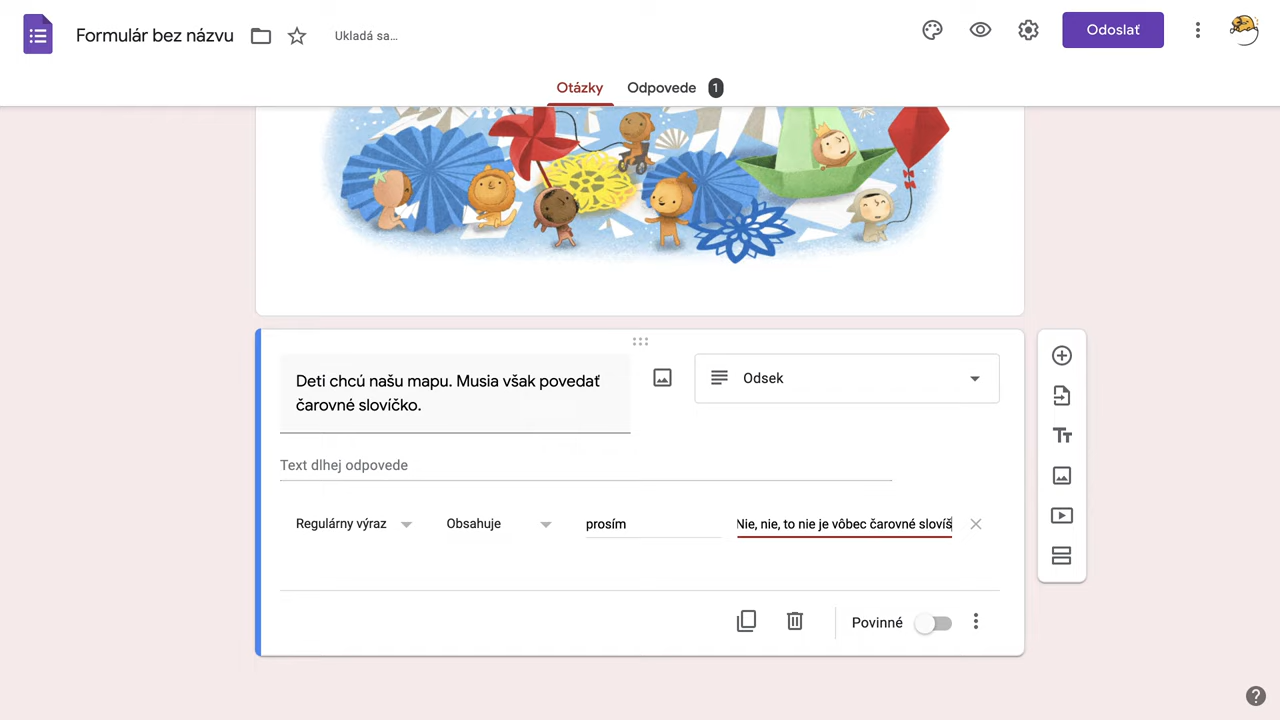 Formulár bez názvu
Ukladá sa...
Odoslať
Otázky
Odpovede
1
Deti chcú našu mapu. Musia však povedať
čarovné slovíčko.
Odsek
Text dlhej odpovede
Regulárny výraz
Obsahuje
prosím
Nie, nie, to nie je vôbec čarovné slovíš
Povinné